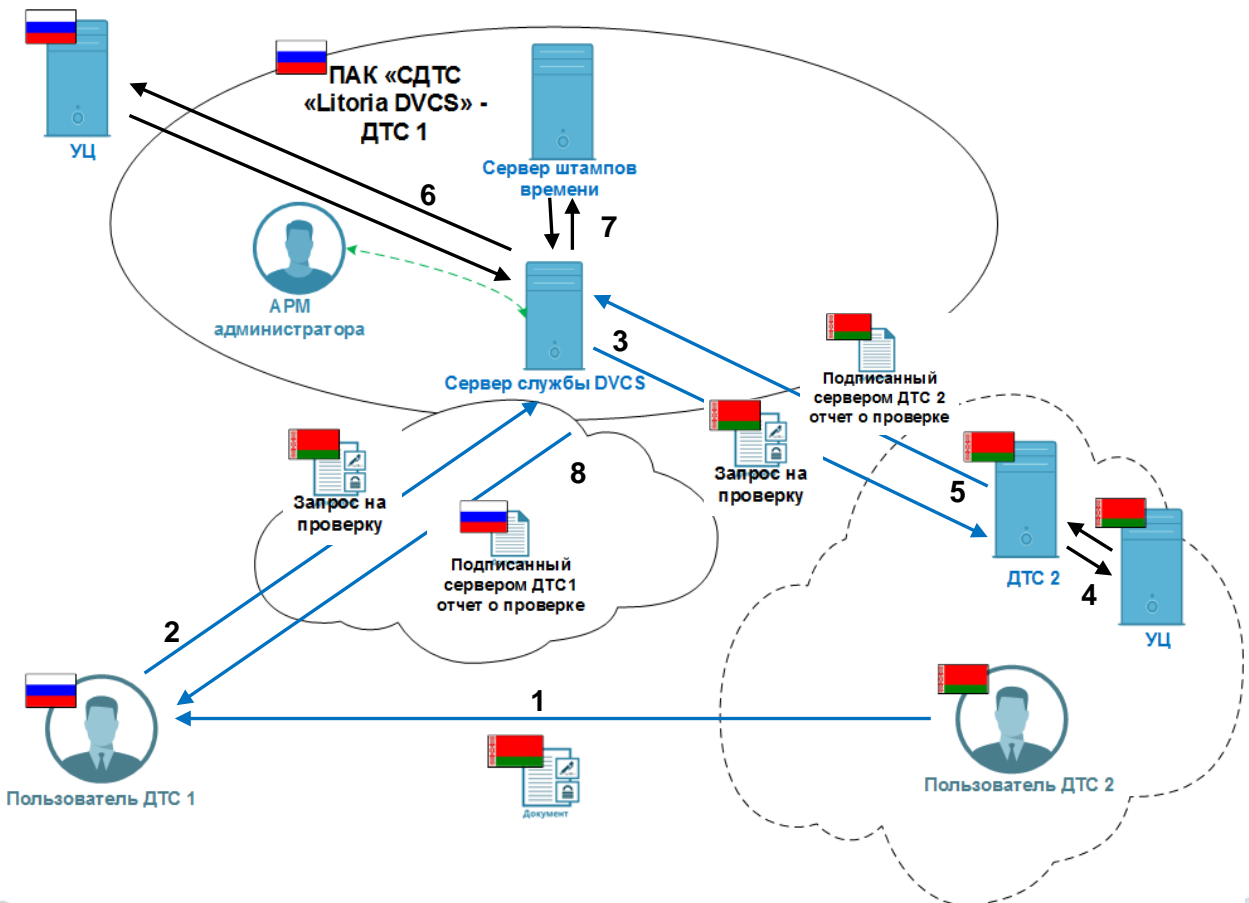 УЦ
ПАК «СДТС
«Litoria DVCS» -
ДТС 1
Сервер штампов
времени
6
7
АРМ
администратора
Сервер службы DVCS
3
Подписанный
сервером ДТС 2
отчет о проверке
Запрос на
проверку
8
Запрос на
проверку
5
Подписанный
сервером ДТС1
отчет о проверке
ДТС 2
4
УЦ
2
1
Пользователь ДТС 1
Документ
Пользователь ДТС 2